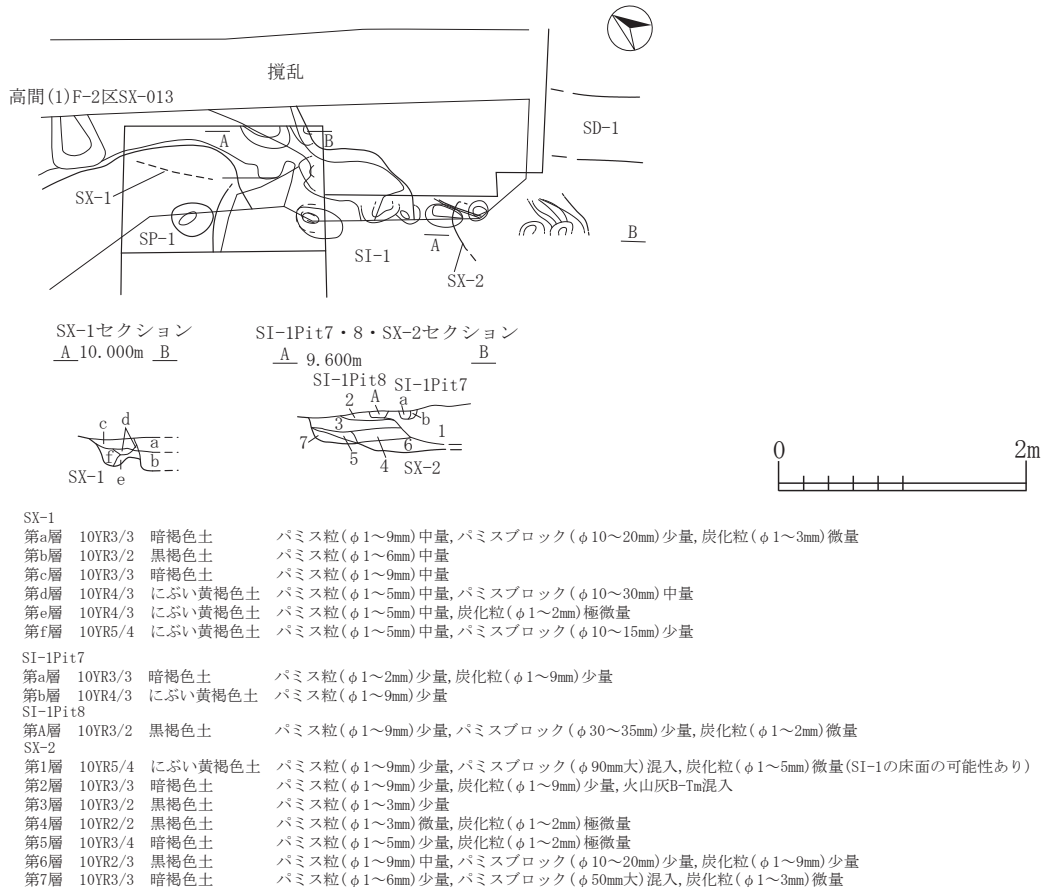 撹乱
高間(1)F-2区SX-013
A
B
SD-1
SX-1
SP-1
SI-1
A
B
SX-2
SX-1セクション
A 10.000m B
c d
a
f b
SX-1 e
SI-1Pit7・8・SX-2セクション
A 9.600m B
SI-1Pit8 SI-1Pit7
2 A a
3 b 1
7 6
5 4 SX-2
0 2m
SX-1
第a層 10YR3/3 暗褐色土 パミス粒(φ1～9mm)中量,パミスブロック(φ10～20mm)少量,炭化粒(φ1～3mm)微量
第b層 10YR3/2 黒褐色土 パミス粒(φ1～6mm)中量
第c層 10YR3/3 暗褐色土 パミス粒(φ1～9mm)中量
第d層 10YR4/3 にぶい黄褐色土 パミス粒(φ1～5mm)中量,パミスブロック(φ10～30mm)中量
第e層 10YR4/3 にぶい黄褐色土 パミス粒(φ1～5mm)中量,炭化粒(φ1～2mm)極微量
第f層 10YR5/4 にぶい黄褐色土 パミス粒(φ1～5mm)中量,パミスブロック(φ10～15mm)少量
SI-1Pit7
第a層 10YR3/3 暗褐色土 パミス粒(φ1～2mm)少量,炭化粒(φ1～9mm)少量
第b層 10YR4/3 にぶい黄褐色土 パミス粒(φ1～9mm)少量
SI-1Pit8
第A層 10YR3/2 黒褐色土 パミス粒(φ1～9mm)少量,パミスブロック(φ30～35mm)少量,炭化粒(φ1～2mm)微量
SX-2
第1層 10YR5/4 にぶい黄褐色土 パミス粒(φ1～9mm)少量,パミスブロック(φ90mm大)混入,炭化粒(φ1～5mm)微量(SI-1の床面の可能性あり)
第2層 10YR3/3 暗褐色土 パミス粒(φ1～9mm)少量,炭化粒(φ1～9mm)少量,火山灰B-Tm混入
第3層 10YR3/2 黒褐色土 パミス粒(φ1～3mm)少量
第4層 10YR2/2 黒褐色土 パミス粒(φ1～3mm)微量,炭化粒(φ1～2mm)極微量
第5層 10YR3/4 暗褐色土 パミス粒(φ1～5mm)少量,炭化粒(φ1～2mm)極微量
第6層 10YR2/3 黒褐色土 パミス粒(φ1～9mm)中量,パミスブロック(φ10～20mm)少量,炭化粒(φ1～9mm)少量
第7層 10YR3/3 暗褐色土 パミス粒(φ1～6mm)少量,パミスブロック(φ50mm大)混入,炭化粒(φ1～3mm)微量